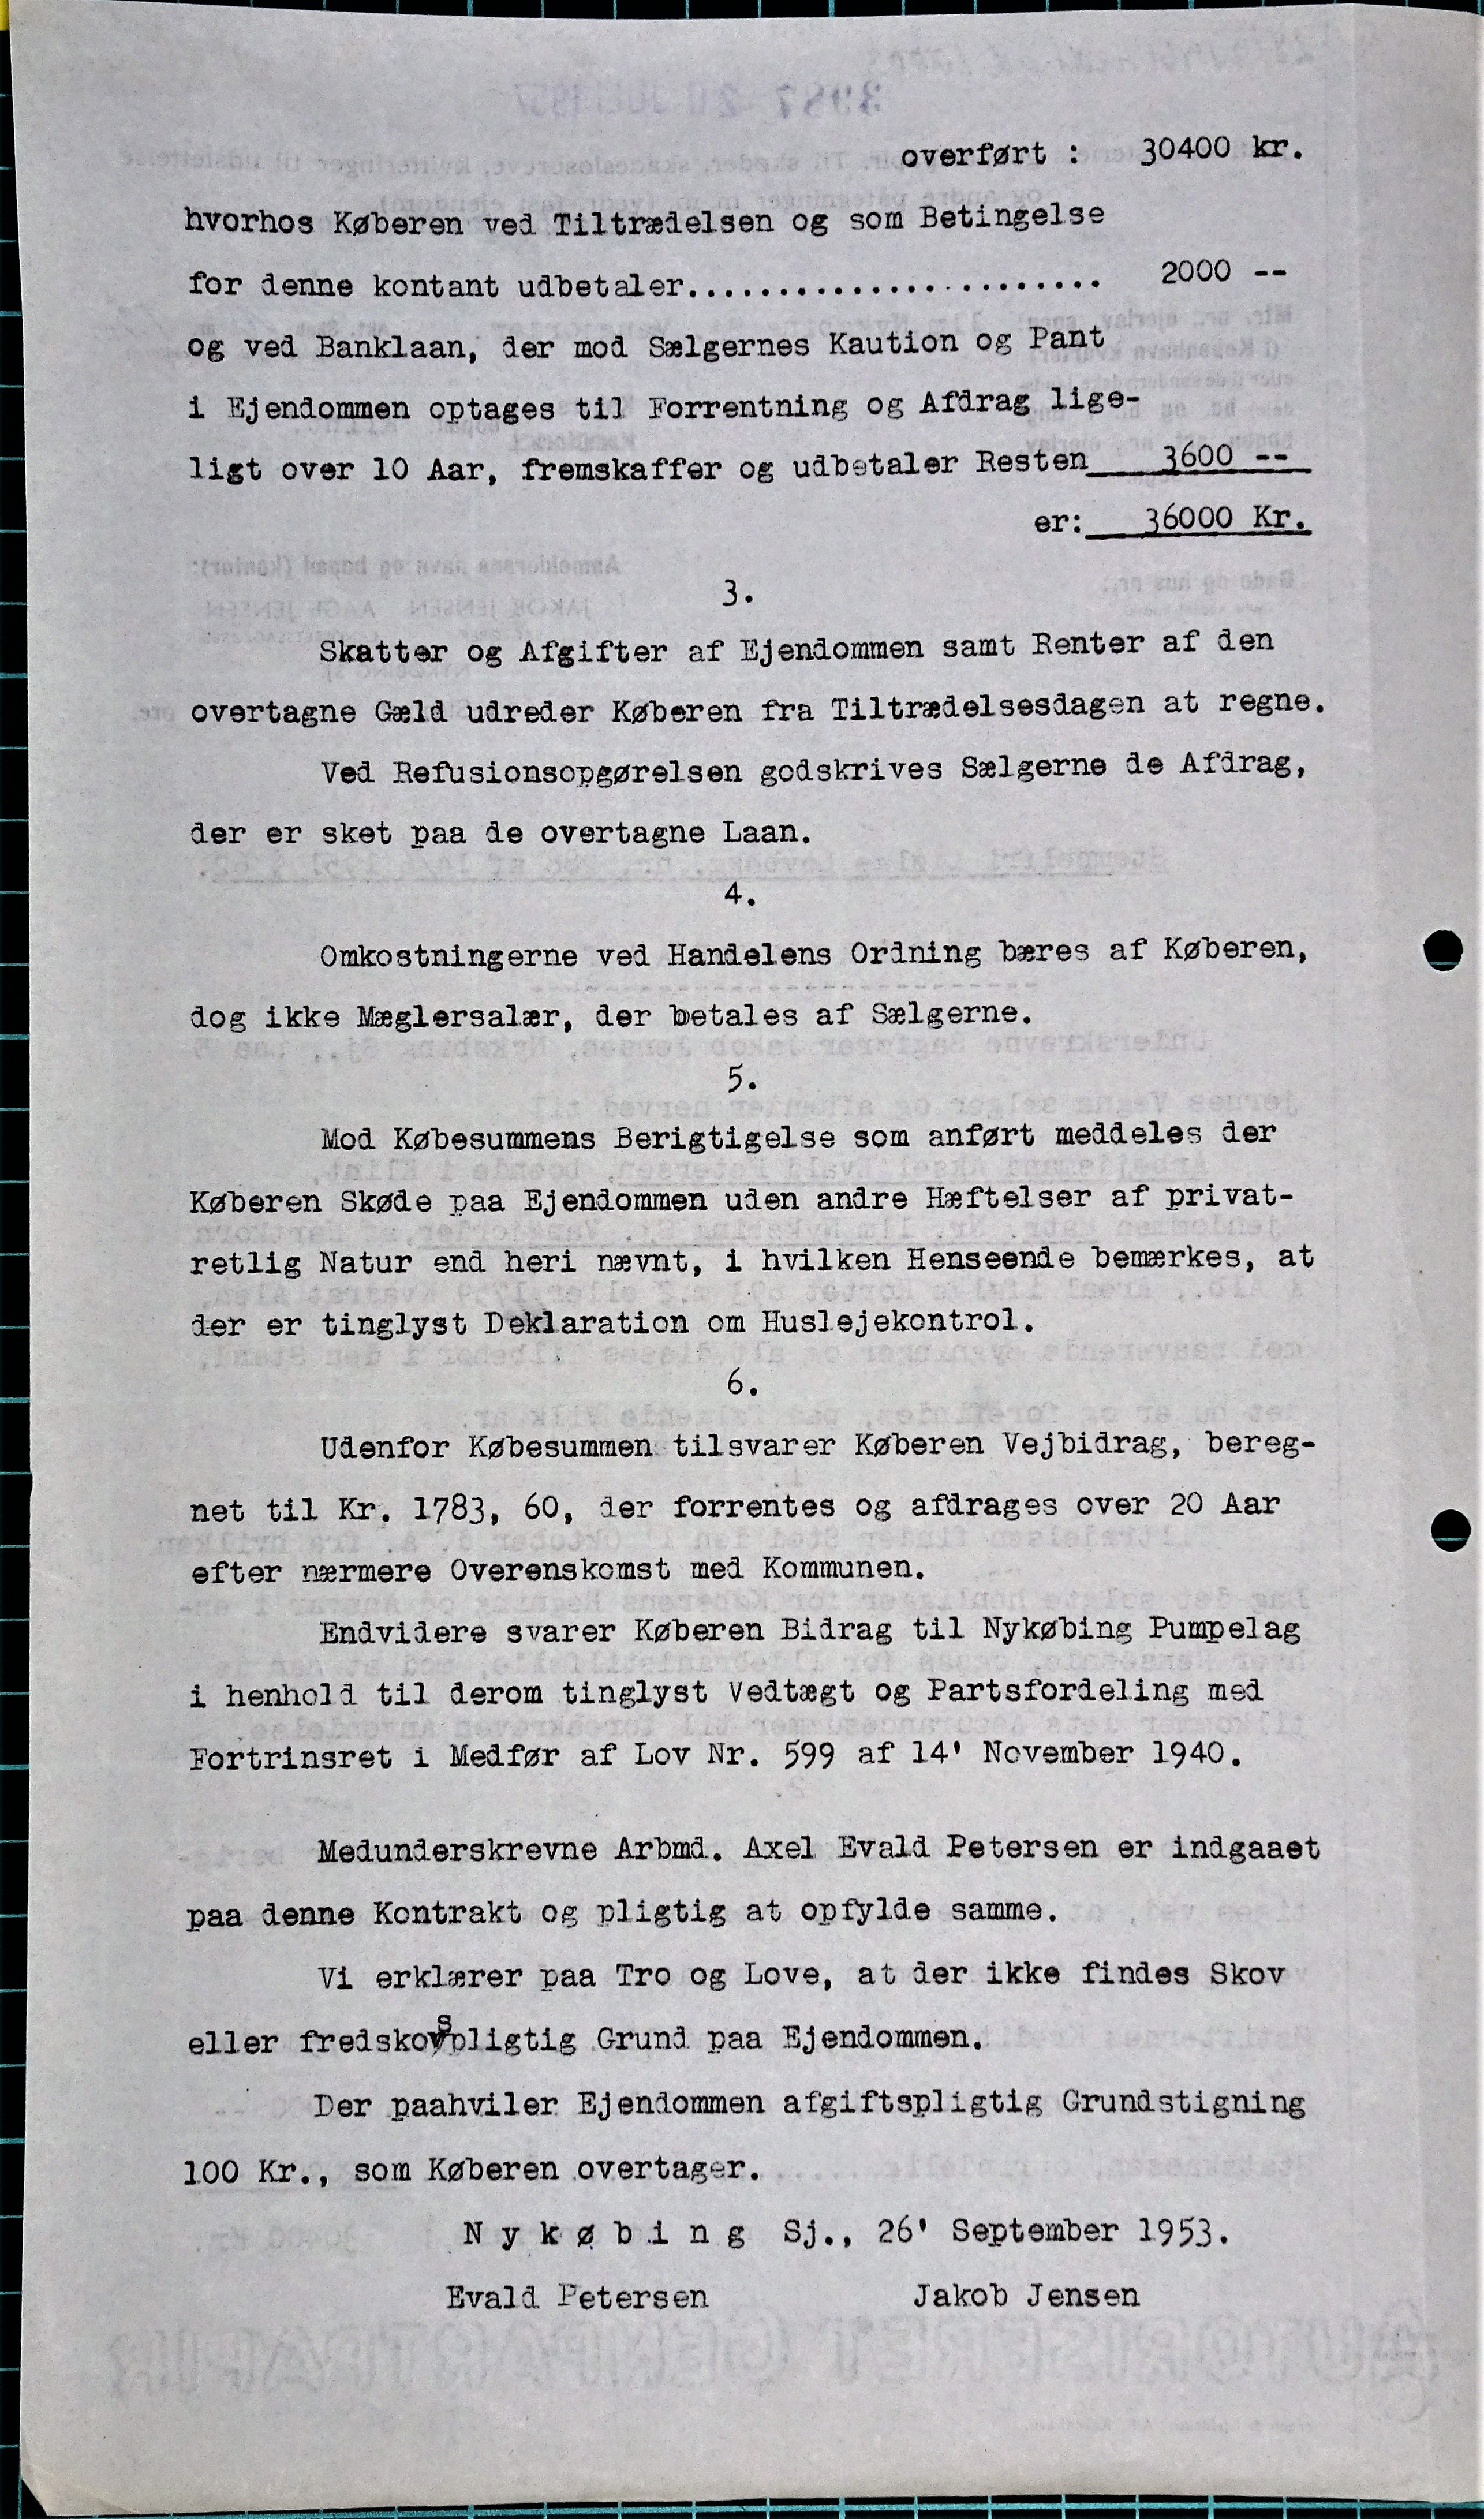 overført : 30400 kr.
hvorhos Køberen ved Tiltrædelsen og som Betingelse
for denne kontant udbetaler....................... 2000 --
og ved Banklaan, der mod Sælgernes Kaution og Pant
i Ejendommen optages til Forrentning og Afdrag lige-
ligt over 10 Aar, fremskaffer og udbetaler Resten 3600 --
er: 36000 Kr.
3.
Skatter og Afgifter af Ejendommen samt Renter af den
overtagne Gæld udreder Køberen fra Tiltrædelsesdagen at regne.
Ved Refusionsopgørelsen godskrives Sælgerne de Afdrag,
der er sket paa de overtagne Laan.
4.
Omkostningerne ved Handelens Ordning bæres af Køberen,
dog ikke Mæglersalær, der betales af Sælgerne.
5.
Mod Købesummens Berigtigelse som anført meddeles der
Køberen Skøde paa Ejendommen uden andre Hæftelser af privat-
retlig Natur end heri nævnt, i hvilken Henseende bemærkes, at
der er tinglyst Deklaration om Huslejekontrol.
6.
Udenfor Købesummen tilsvarer Køberen Vejbidrag, bereg-
net til Kr. 1783, 60, der forrentes og afdrages over 20 Aar
efter nærmere Overenskomst med Kommunen.
Endvidere svarer Køberen Bidrag til Nykøbing Pumpelag
i henhold til derom tinglyst Vedtægt og Partsfordeling med
Fortrinsret i Medfør af Lov Nr. 599 af 14' November 1940.
Medunderskrevne Arbmd. Axel Evald Petersen er indgaaet
paa denne Kontrakt og pligtig at opfylde samme.
Vi erklærer paa Tro og Love, at der ikke findes Skov
eller fredskovspligtig Grund paa Ejendommen.
Der paahviler Ejendommen afgiftspligtig Grundstigning
100 Kr., som Køberen overtager.
N y k ø b i n g Sj., 26' September 1953.
Evald Petersen Jakob Jensen